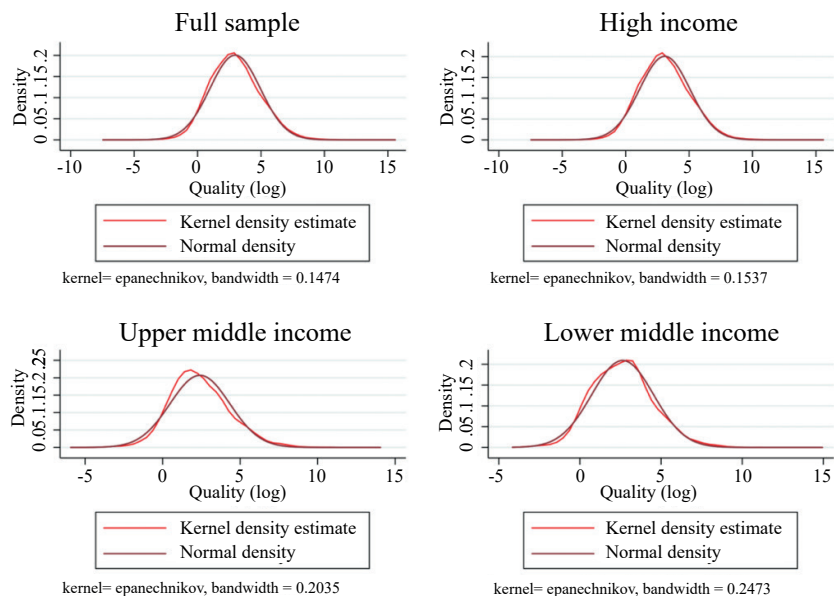 Full sample
Density
0 .05 .1 .15 .2
-10 -5 0 5 10 15
Quality (log)
Kernel density estimate
Normal density
kernel= epanechnikov, bandwidth = 0.1474
High income
Density
0 .05 .1 .15 .2
-10 -5 0 5 10 15
Quality (log)
Kernel density estimate
Normal density
kernel= epanechnikov, bandwidth = 0.1537
Upper middle income
Density
0 .05 .1 .15 .2 .25
-5 0 5 10 15
Quality (log)
Kernel density estimate
Normal density
kernel= epanechnikov, bandwidth = 0.2035
Lower middle income
Density
0 .05 .1 .15 .2
-5 0 5 10 15
Quality (log)
Kernel density estimate
Normal density
kernel= epanechnikov, bandwidth = 0.2473